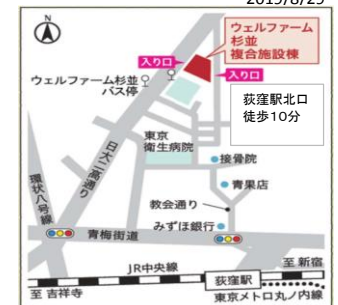 2019/8/29
N
ウェルファーム
杉並
複合施設棟
入り口
入り口
ウェルファーム杉並
バス停
荻窪駅北口
徒歩10分
東京
衛生病院
日大二高通り
接骨院
環状八号線
青果店
教会通り
みずほ銀行
青梅街道
JR中央線
至 新宿
荻窪駅
至 吉祥寺
東京メトロ丸ノ内線